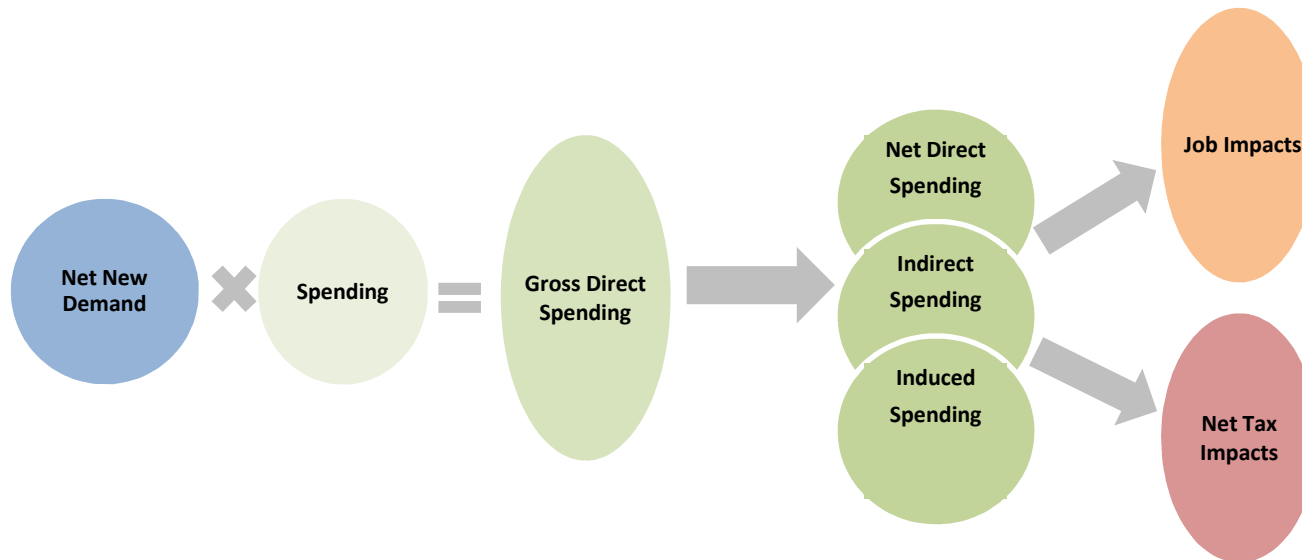 Net New
Demand
Spending
Gross Direct
Spending
Net Direct
Spending
Indirect
Spending
Induced
Spending
Job Impacts
Net Tax
Impacts